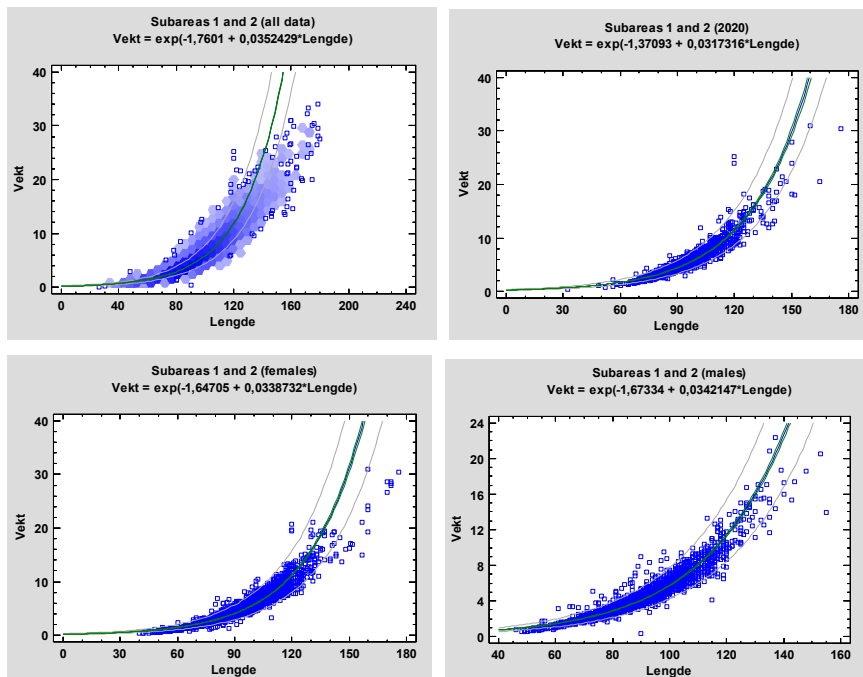 Subareas 1 and 2 (all data)
Vekt = exp(-1,7601 + 0,0352429*Lengde)
40
30
20
10
0
Vekt
0 40 80 120 160 200 240
Lengde
Subareas 1 and 2 (2020)
Vekt = exp(-1,37093 + 0,0317316*Lengde)
40
30
20
10
0
Vekt
0 30 60 90 120 150 180
Lengde
Subareas 1 and 2 (females)
Vekt = exp(-1,64705 + 0,0338732*Lengde)
40
30
20
10
0
Vekt
0 30 60 90 120 150 180
Lengde
Subareas 1 and 2 (males)
Vekt = exp(-1,67334 + 0,0342147*Lengde)
24
20
16
12
8
4
0
Vekt
40 60 80 100 120 140 160
Lengde